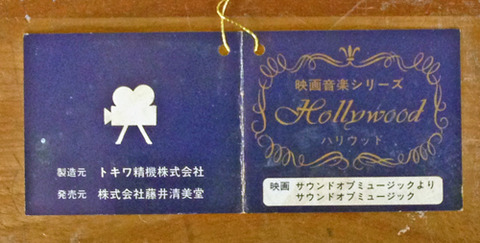 製造元 トキワ精機株式会社
発売元 株式会社藤井清美堂
映画音楽シリーズ
Hollywood
ハリウッド
映画 サウンドオブミュージックより
サウンドオブミュージック